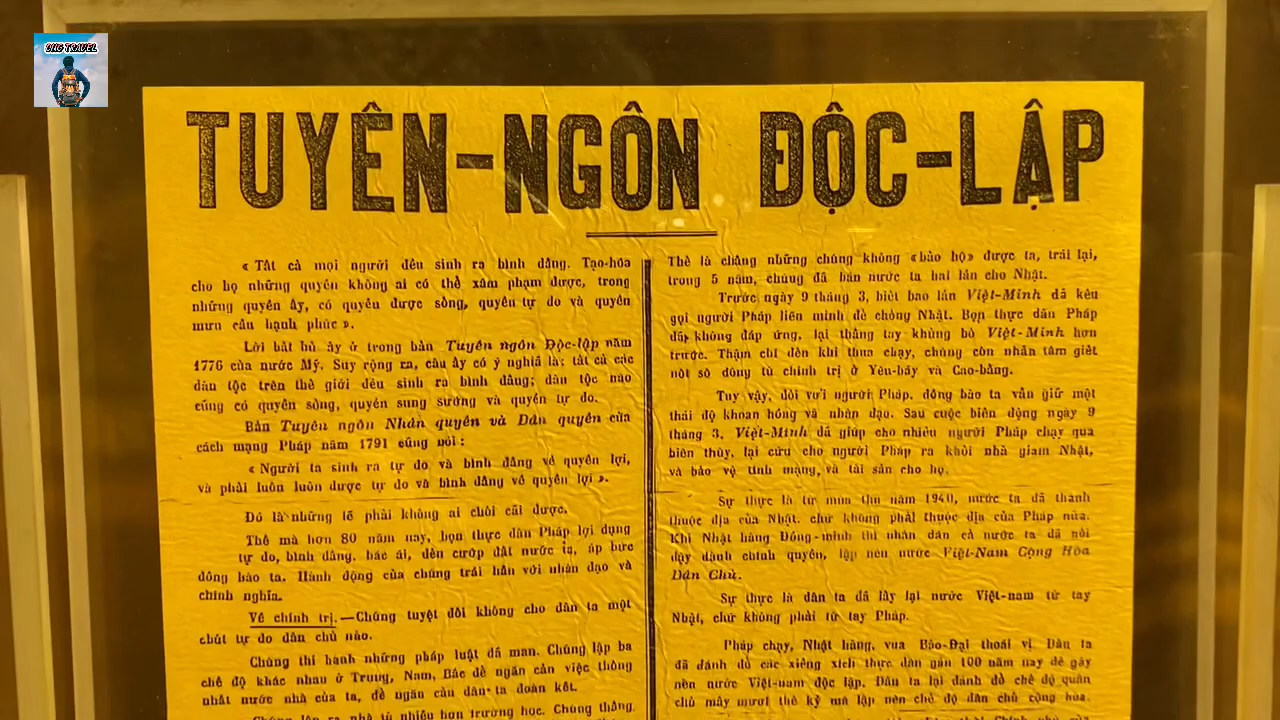 UNG TRAVEL
TUYÊN-NGÔN ĐỘC-LẬP
« Tất cả mọi người đều sinh ra bình đẳng. Tạo-hóa
cho họ những quyền không ai có thể xâm phạm được, trong
những quyền ấy, có quyền được sống, quyền tự do và quyền
mưu cầu hạnh phúc ».
Lời bất hủ ấy ở trong bản Tuyên ngôn Độc-lập năm
1776 của nước Mỹ. Suy rộng ra, câu ấy có ý nghĩa là: tất cả các
dân tộc trên thế giới đều sinh ra bình đẳng; dân tộc nào
cũng có quyền sống, quyền sung sướng và quyền tự do.
Bản Tuyên ngôn Nhân quyền và Dân quyền của
cách mạng Pháp năm 1791 cũng nói :
« Người ta sinh ra tự do và bình đẳng về quyền lợi,
và phải luôn luôn được tự do và bình đẳng về quyền lợi ».
Đó là những lẽ phải không ai chối cãi được.
Thế mà hơn 80 năm nay, bọn thực dân Pháp lợi dụng
tự do, bình đẳng, bác ái, đến cướp đất nước ta, áp bức
đồng bào ta. Hành động của chúng trái hẳn với nhân đạo và
chính nghĩa.
Về chính trị.—Chúng tuyệt đối không cho dân ta một
chút tự do dân chủ nào.
Chúng thi hành những pháp luật dã man. Chúng lập ba
chế độ khác nhau ở Trung, Nam, Bắc để ngăn cản việc thống
nhất nước nhà của ta, để ngăn cản dân ta đoàn kết.
Chúng lập ra nhà tù nhiều hơn trường học. Chúng thẳng
Thế là chẳng những chúng không «bảo hộ» được ta, trái lại,
trong 5 năm, chúng đã bán nước ta hai lần cho Nhật.
Trước ngày 9 tháng 3, biết bao lần Việt-Minh đã kêu
gọi người Pháp liên minh để chống Nhật. Bọn thực dân Pháp
đã không đáp ứng, lại thẳng tay khủng bố Việt-Minh hơn
trước. Thậm chí đến khi thua chạy, chúng còn nhẫn tâm giết
nốt số đông tù chính trị ở Yên-báy và Cao-bằng.
Tuy vậy, đối với người Pháp, đồng bào ta vẫn giữ một
thái độ khoan hồng và nhân đạo. Sau cuộc biến động ngày 9
tháng 3, Việt-Minh đã giúp cho nhiều người Pháp chạy qua
biên thùy, lại cứu cho người Pháp ra khỏi nhà giam Nhật,
và bảo vệ tính mạng, và tài sản cho họ.
Sự thực là từ mùa thu năm 1940, nước ta đã thành
thuộc địa của Nhật, chứ không phải thuộc địa của Pháp nữa.
Khi Nhật hàng Đồng-minh thì nhân dân cả nước ta đã nổi
dậy dành chính quyền, lập nên nước Việt-Nam Cộng Hòa
Dân Chủ.
Sự thực là dân ta đã lấy lại nước Việt-nam từ tay
Nhật, chứ không phải từ tay Pháp.
Pháp chạy, Nhật hàng, vua Bảo-Đại thoái vị. Dân ta
đã đánh đổ các xiềng xích thực dân gần 100 năm nay để gây
nên nước Việt-nam độc lập. Dân ta lại đánh đổ chế độ quân
chủ mấy mươi thế kỷ mà lập nên chế độ dân chủ cộng hòa.